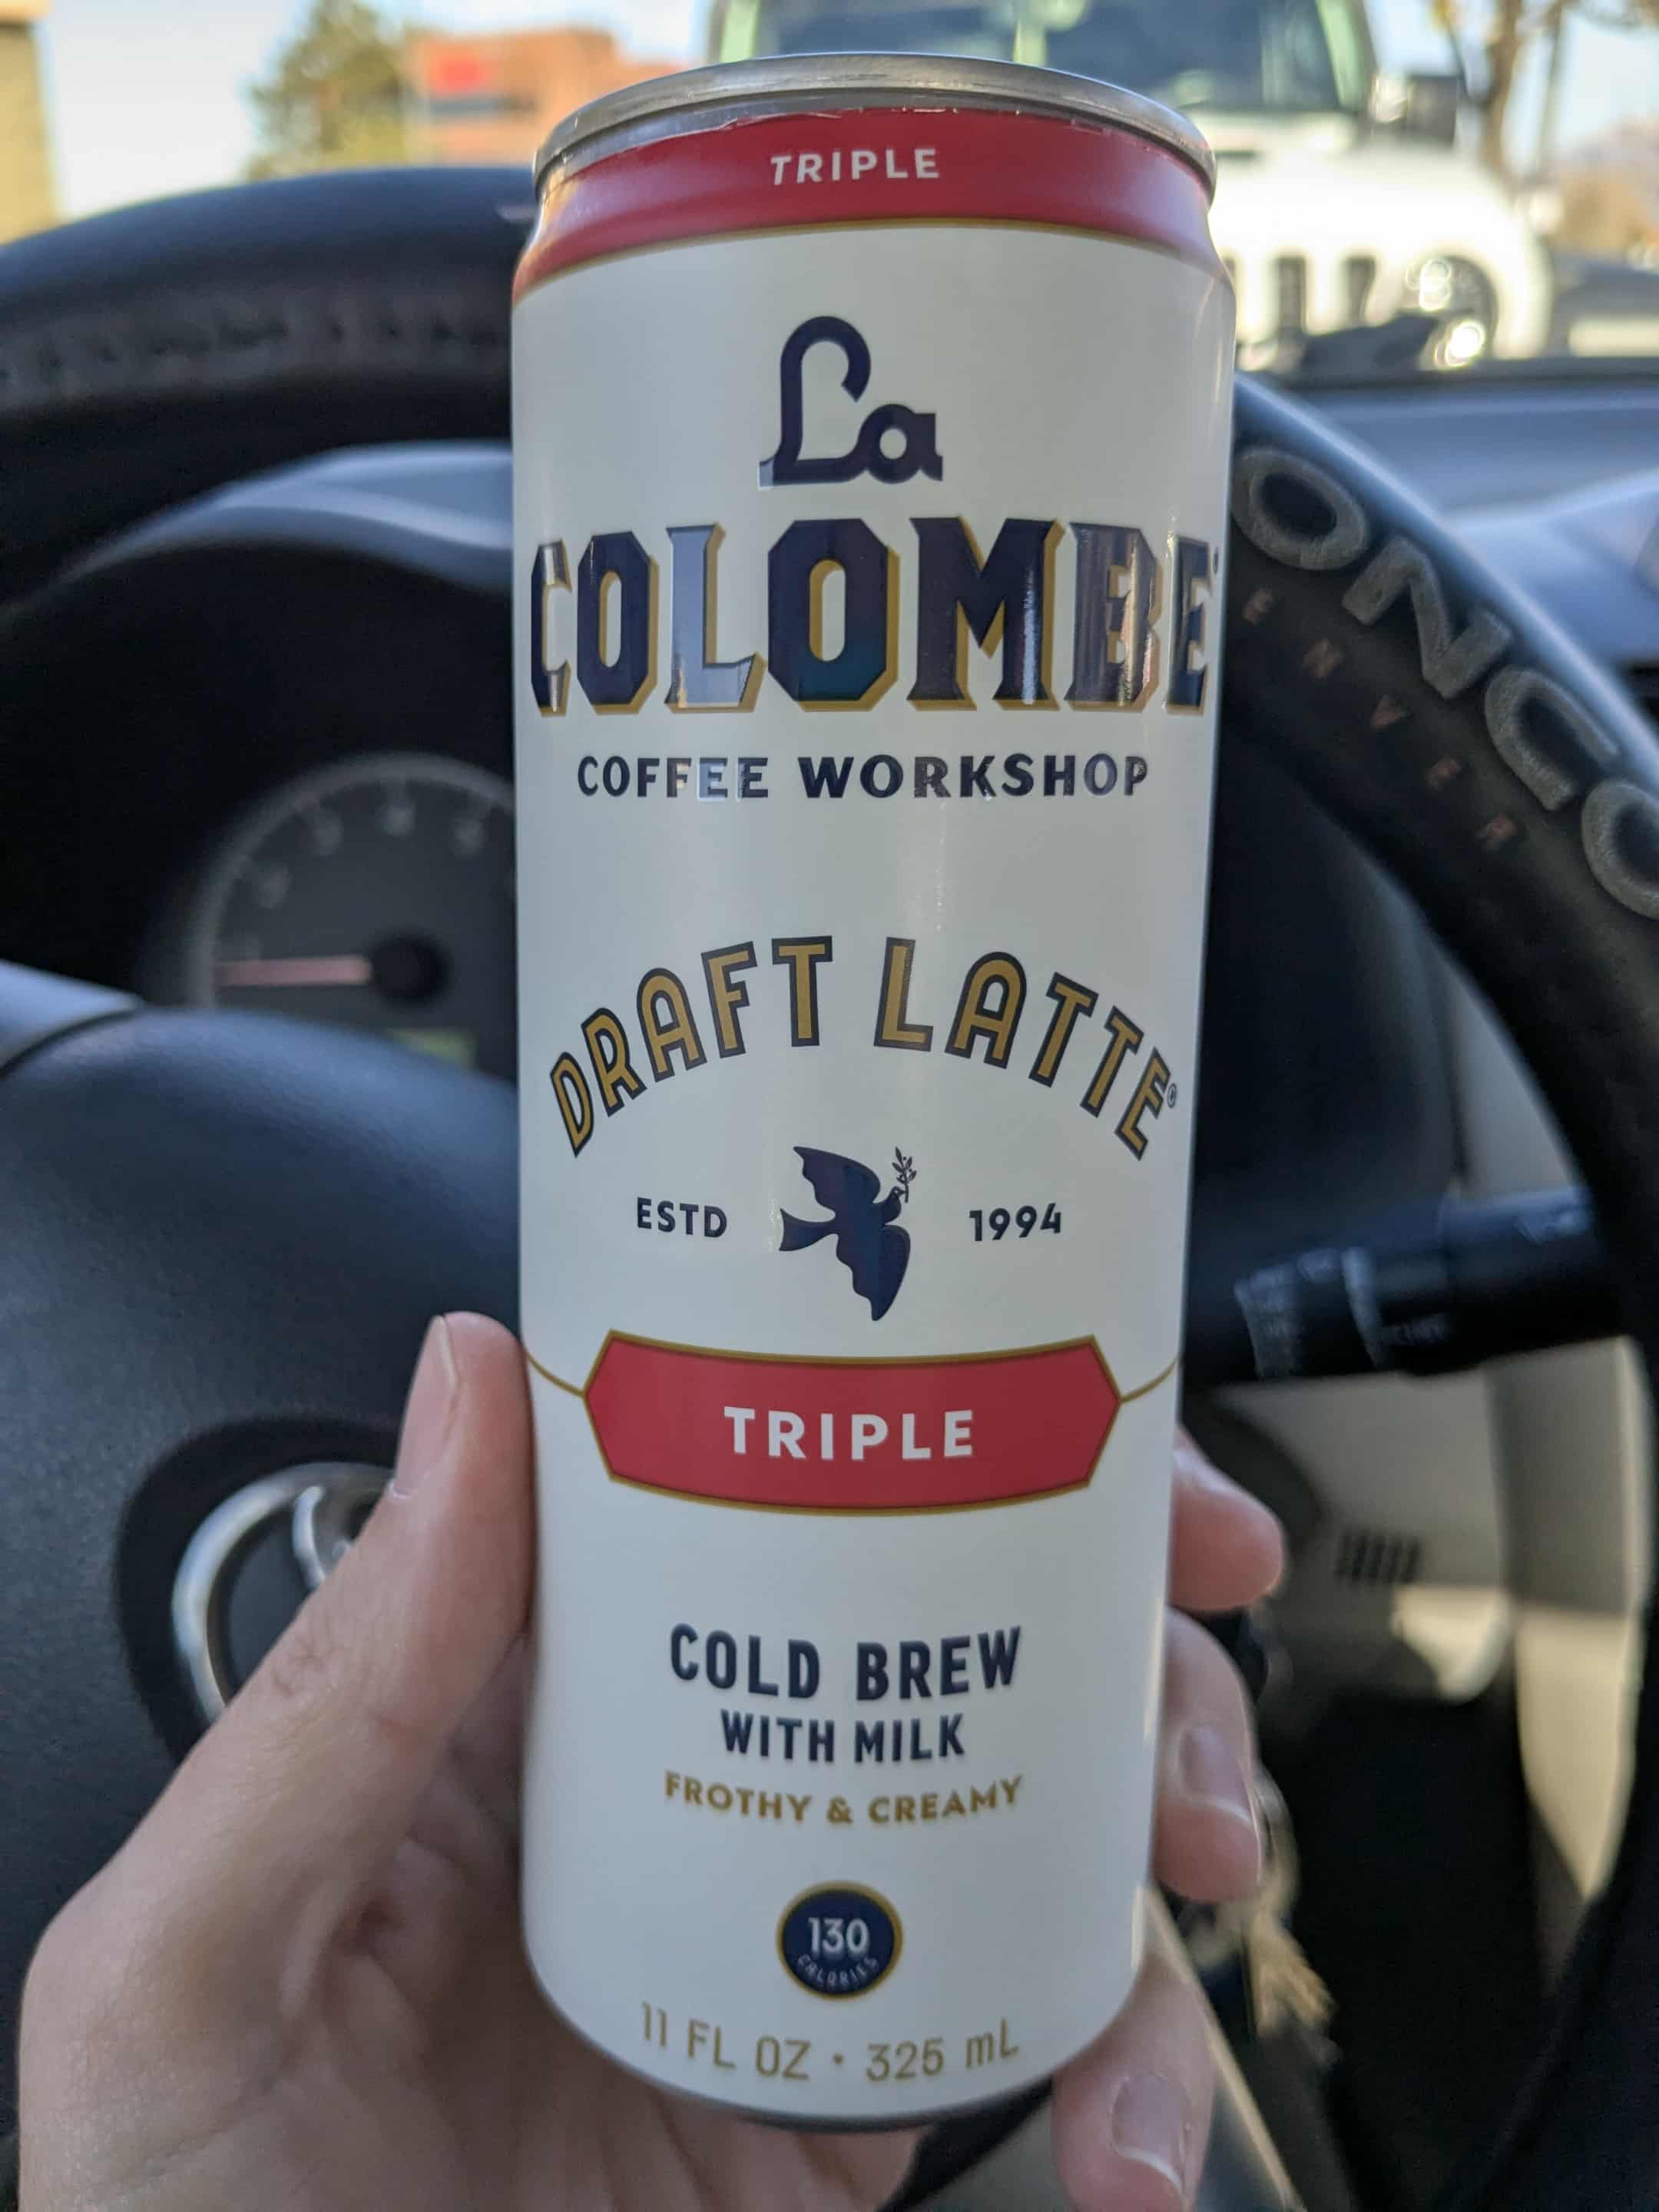 TRIPLE
La
COLOMBE
COFFEE WORKSHOP
DRAFT LATTE®
ESTD 1994
TRIPLE
COLD BREW
WITH MILK
FROTHY & CREAMY
130
CALORIES
11 FL OZ • 325 mL
ONCO